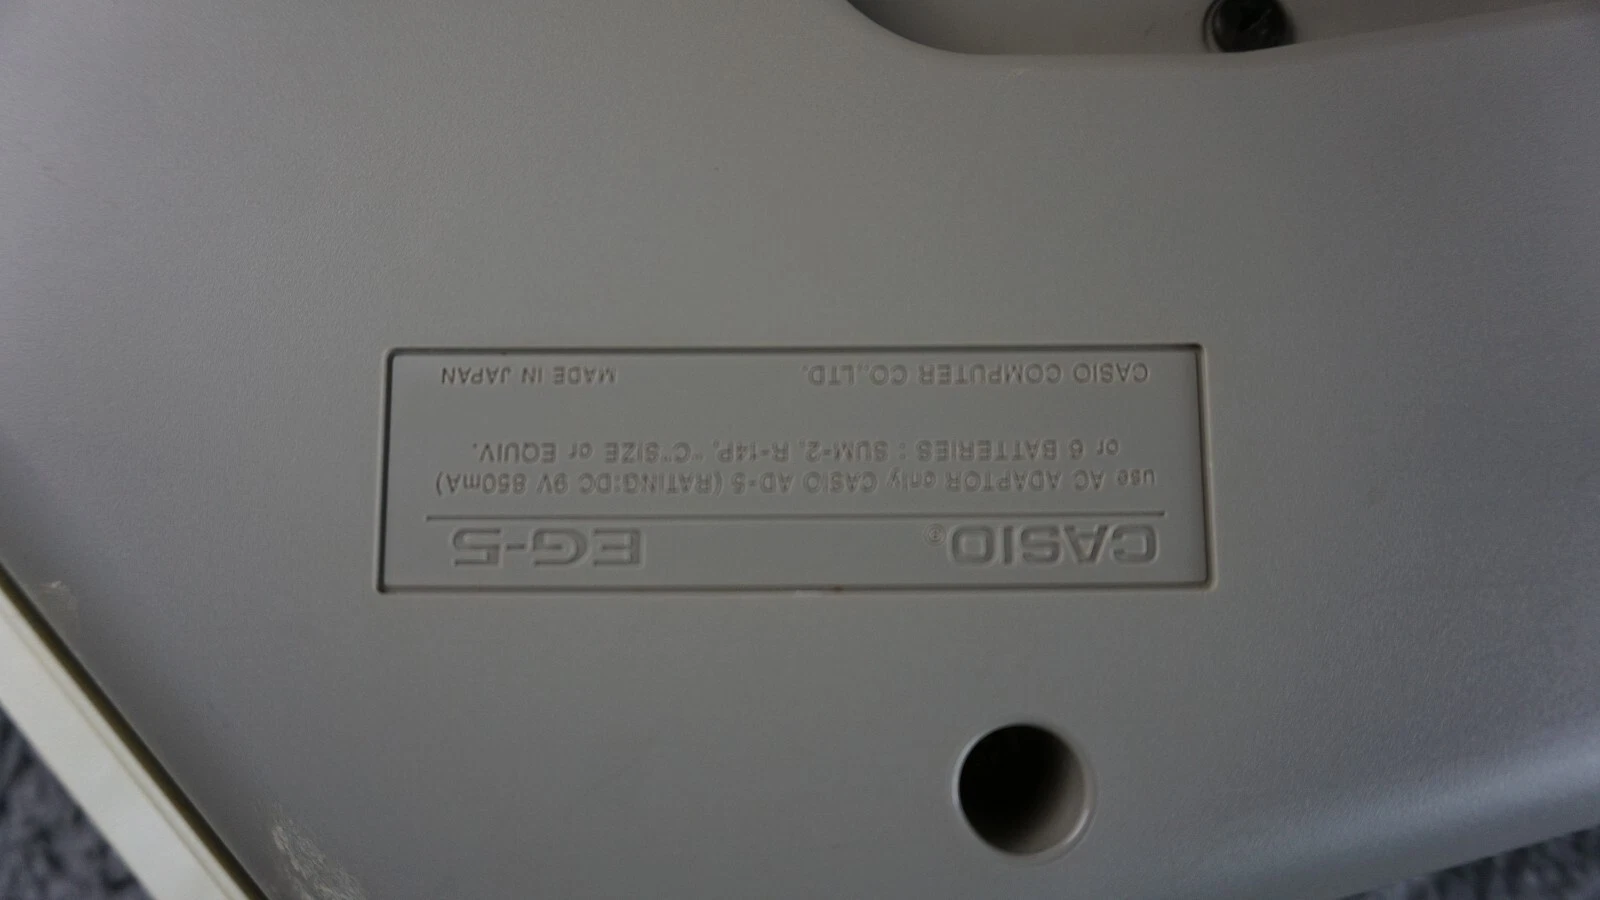 CASIO® EG-5
use AC ADAPTOR only CASIO AD-5 (RATING:DC 9V 850mA)
or 6 BATTERIES : SUM-2, R-14P, "C"SIZE or EQUIV.
CASIO COMPUTER CO.,LTD. MADE IN JAPAN